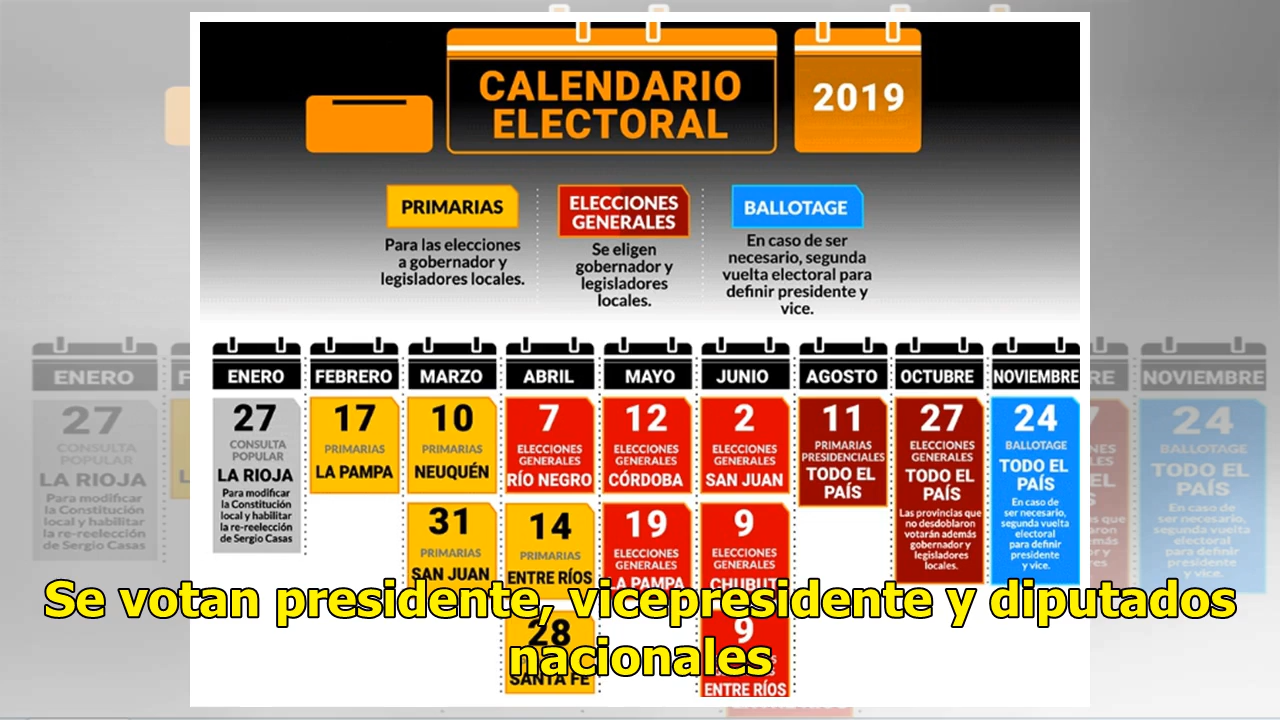 CALENDARIO
ELECTORAL
2019
PRIMARIAS
Para las elecciones
a gobernador y
legisladores locales.
ELECCIONES
GENERALES
Se eligen
gobernador y
legisladores
locales.
BALLOTAGE
En caso de ser
necesario, segunda
vuelta electoral para
definir presidente y
vice.
ENERO
27
CONSULTA
POPULAR
LA RIOJA
Para modificar
la Constitución
local y habilitar
la re-reelección
de Sergio Casas
FEBRERO
17
PRIMARIAS
LA PAMPA
MARZO
10
PRIMARIAS
NEUQUÉN
31
PRIMARIAS
SAN JUAN
ABRIL
7
ELECCIONES
GENERALES
RÍO NEGRO
14
PRIMARIAS
ENTRE RÍOS
28
SANTA FE
MAYO
12
ELECCIONES
GENERALES
CÓRDOBA
19
ELECCIONES
GENERALES
LA PAMPA
JUNIO
2
ELECCIONES
GENERALES
SAN JUAN
9
ELECCIONES
GENERALES
CHUBUT
9
ENTRE RÍOS
AGOSTO
11
PRIMARIAS
PRESIDENCIALES
TODO EL
PAÍS
OCTUBRE
27
ELECCIONES
GENERALES
TODO EL
PAÍS
Las provincias que
no desdoblaron
votarán además
gobernador y
legisladores
locales.
NOVIEMBRE
24
BALLOTAGE
TODO EL
PAÍS
En caso de
ser necesario,
segunda vuelta
electoral
para definir
presidente
y vice.
Se votan presidente, vicepresidente y diputados
nacionales